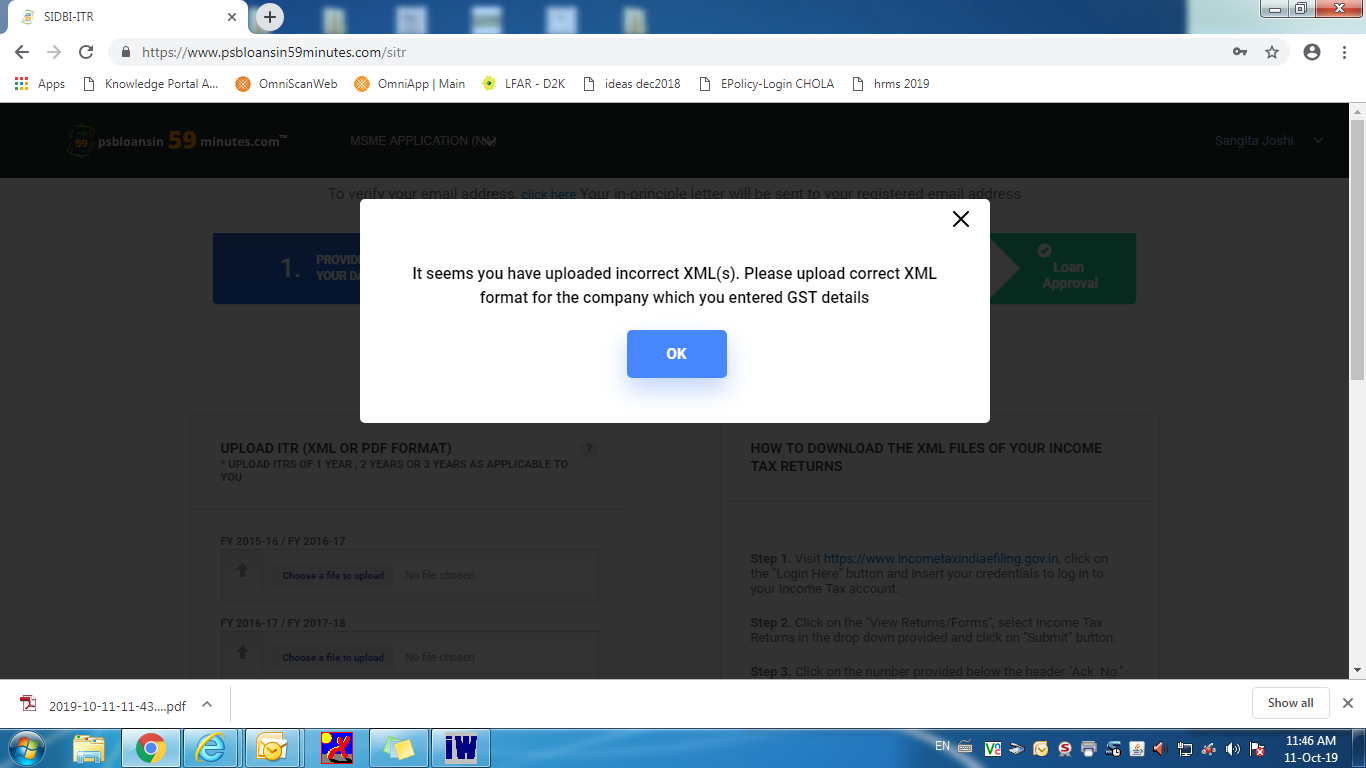 SIDBI-ITR
https://www.psbloansin59minutes.com/sitr
Apps
Knowledge Portal A...
OmniScanWeb
OmniApp | Main
LFAR - D2K
ideas dec2018
EPolicy-Login CHOLA
hrms 2019
psbloansin 59 minutes.com™
MSME APPLICATION
Sangita Joshi
To verify your email address, click here Your in-principle letter will be sent to your registered email address
1.
YOUR
Loan
Approval
It seems you have uploaded incorrect XML(s). Please upload correct XML
format for the company which you entered GST details
OK
UPLOAD ITR (XML OR PDF FORMAT)
?
* UPLOAD ITRS OF 1 YEAR , 2 YEARS OR 3 YEARS AS APPLICABLE TO
YOU
FY 2015-16 / FY 2016-17
Choose a file to upload No file chosen
FY 2016-17 / FY 2017-18
Choose a file to upload No file chosen
HOW TO DOWNLOAD THE XML FILES OF YOUR INCOME
TAX RETURNS
Step 1. Visit https://www.incometaxindiaefiling.gov.in, click on
the "Login Here" button and insert your credentials to log in to
your Income Tax account.
Step 2. Click on the "View Returns/Forms", select Income Tax
Returns in the drop down provided and click on "Submit" button.
Step 3. Click on the number provided below the header "Ack. No."
2019-10-11-11-43....pdf
Show all
iW
EN
11:46 AM
11-Oct-19